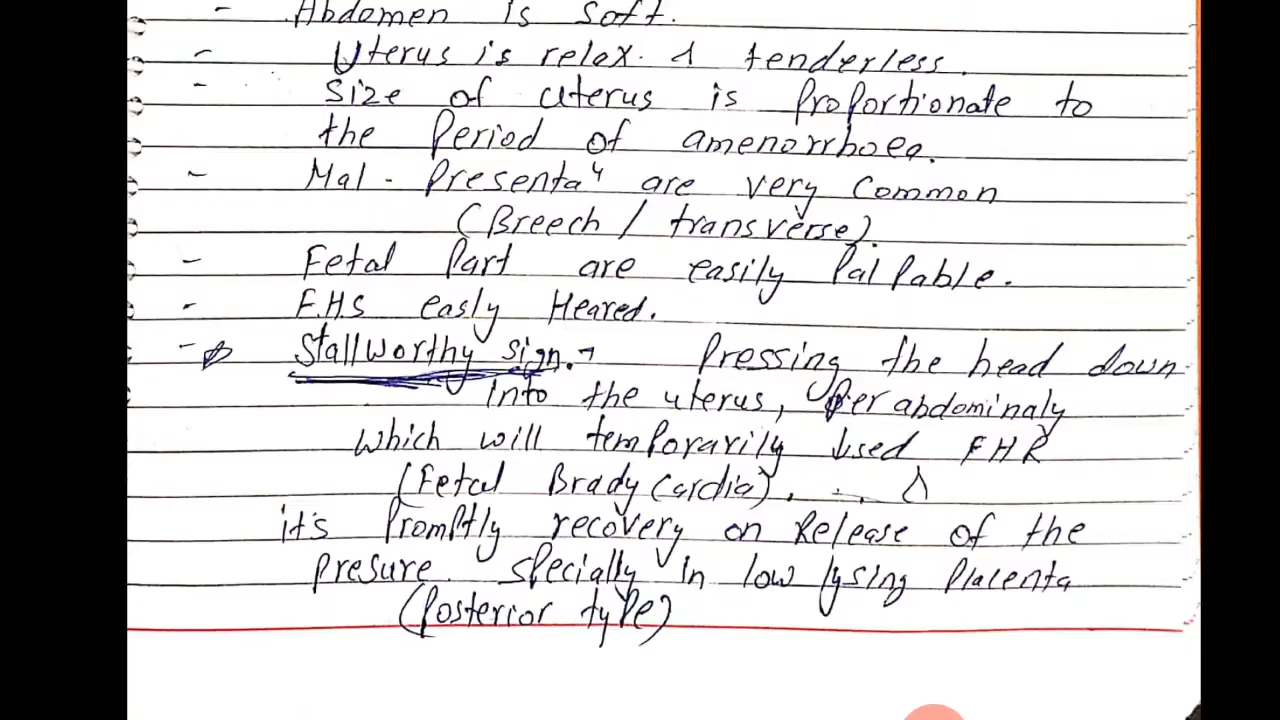 - Abdomen is soft.
- Uterus is relax. & tenderless.
- Size of uterus is proportionate to
the Period of amenorrhoea.
- Mal - Presentaⁿ are very common
(Breech / transverse).
- Fetal Part are easily Palpable.
- F.H.S easly Heared.
- Stallworthy sign. → Pressing the head down
into the uterus, Per abdominaly
which will temporarily ↓sed FHR
(Fetal Bradycardia).
it's Promptly recovery on Release of the
Presure specially in low lysing Placenta
(Posterior type)